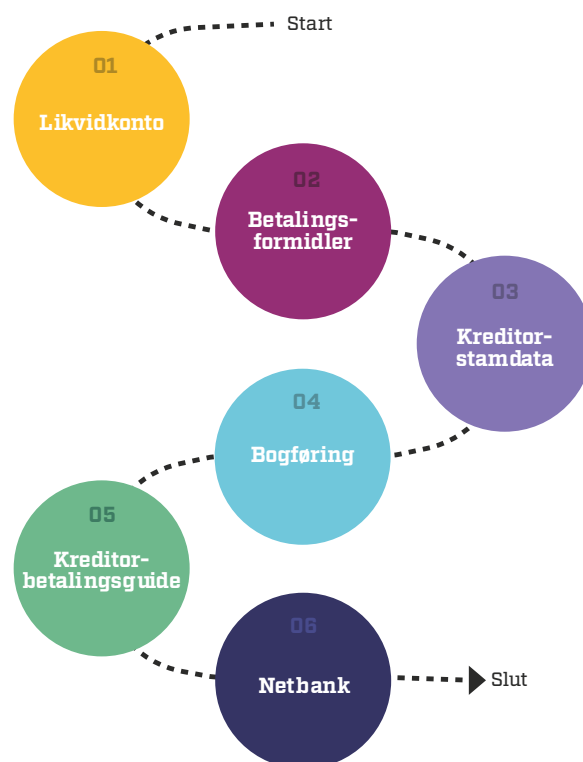 Start
01
Likvidkonto
02
Betalings-
formidler
03
Kreditor-
stamdata
04
Bogføring
05
Kreditor-
betalingsguide
06
Netbank
Slut